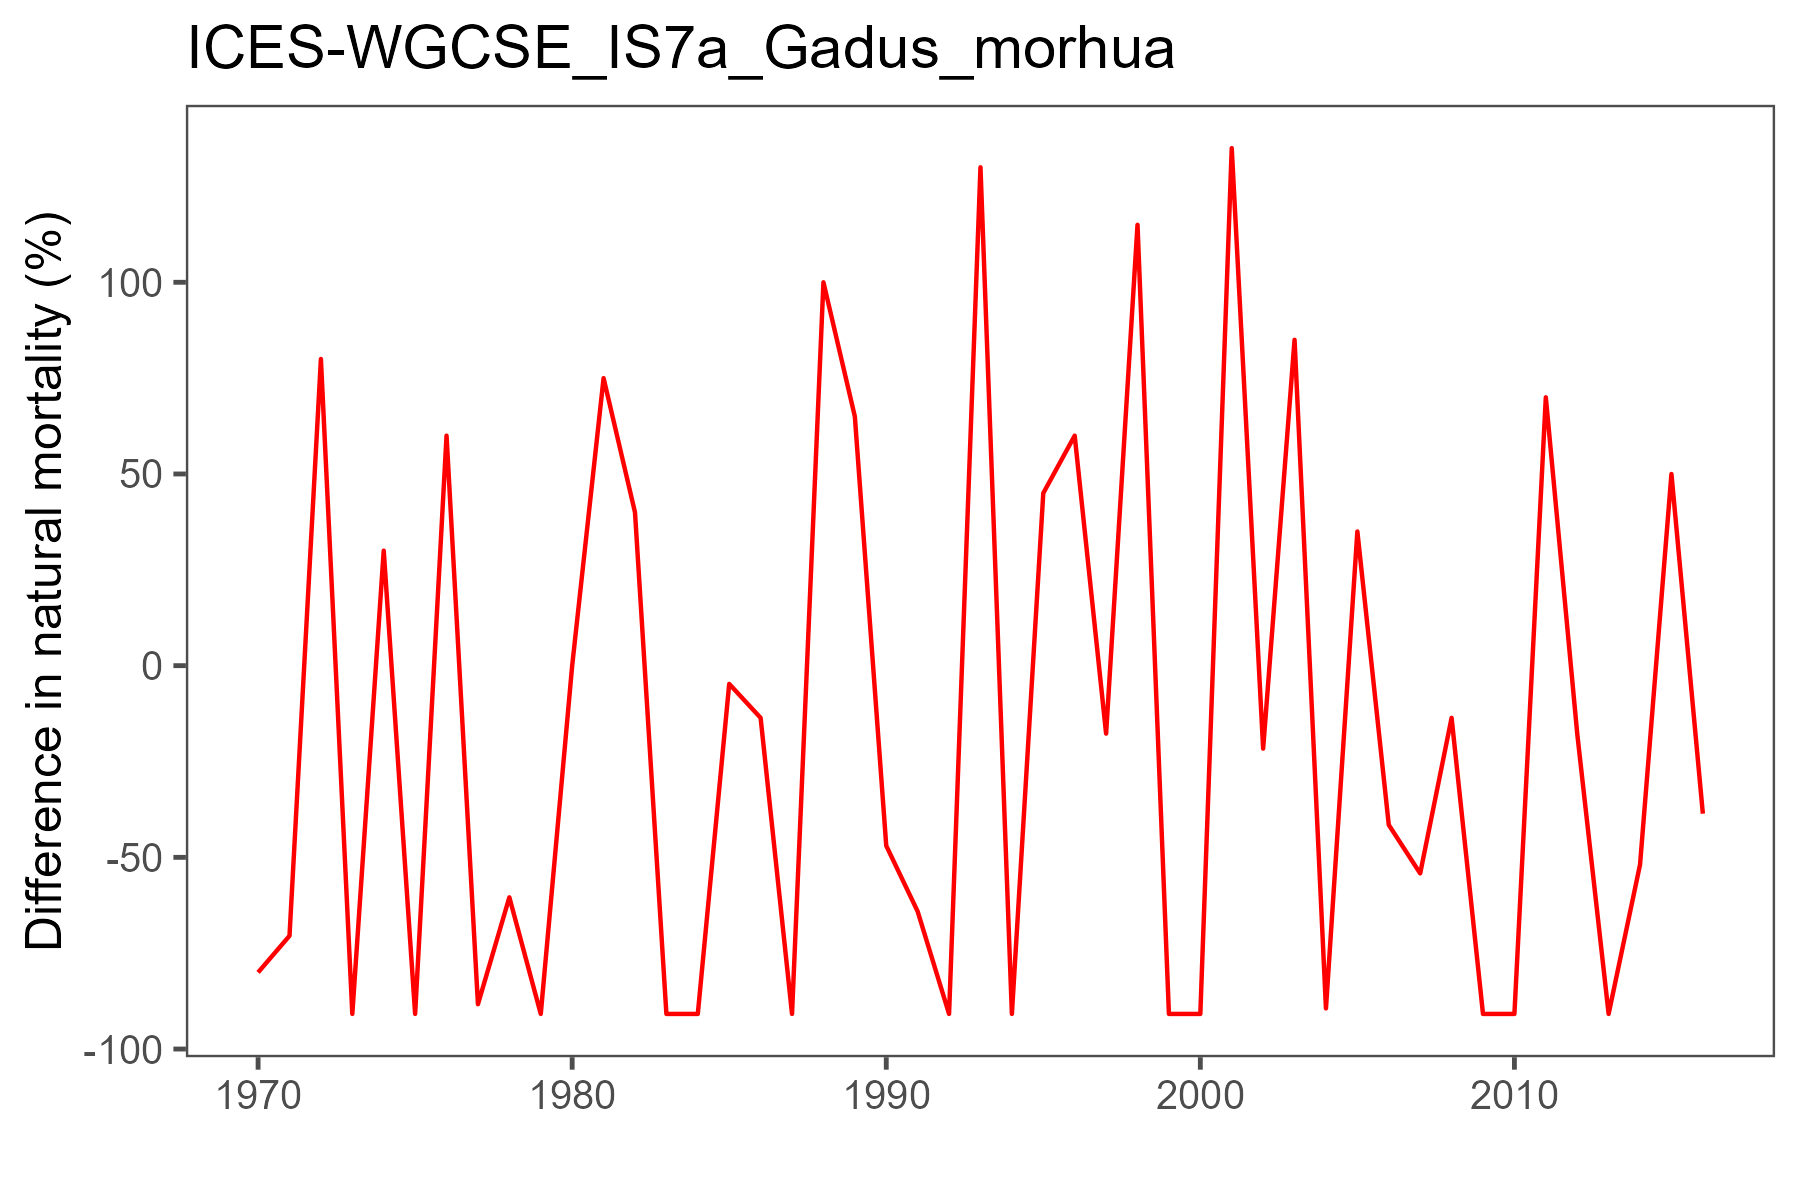 ICES-WGCSE_IS7a_Gadus_morhua
Difference in natural mortality (%)
100
50
0
-50
-100
1970 1980 1990 2000 2010